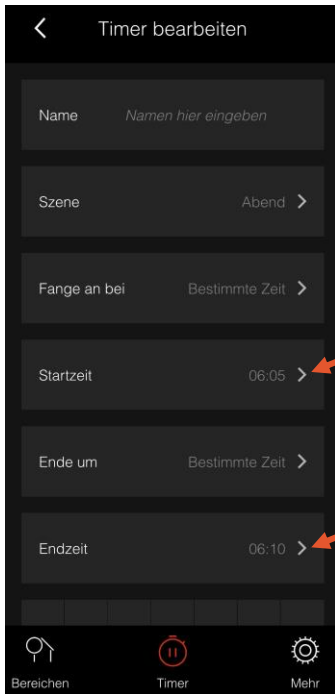 Timer bearbeiten
Name Namen hier eingeben
Szene Abend
Fange an bei Bestimmte Zeit
Startzeit 06:05
Ende um Bestimmte Zeit
Endzeit 06:10
Bereichen Timer Mehr